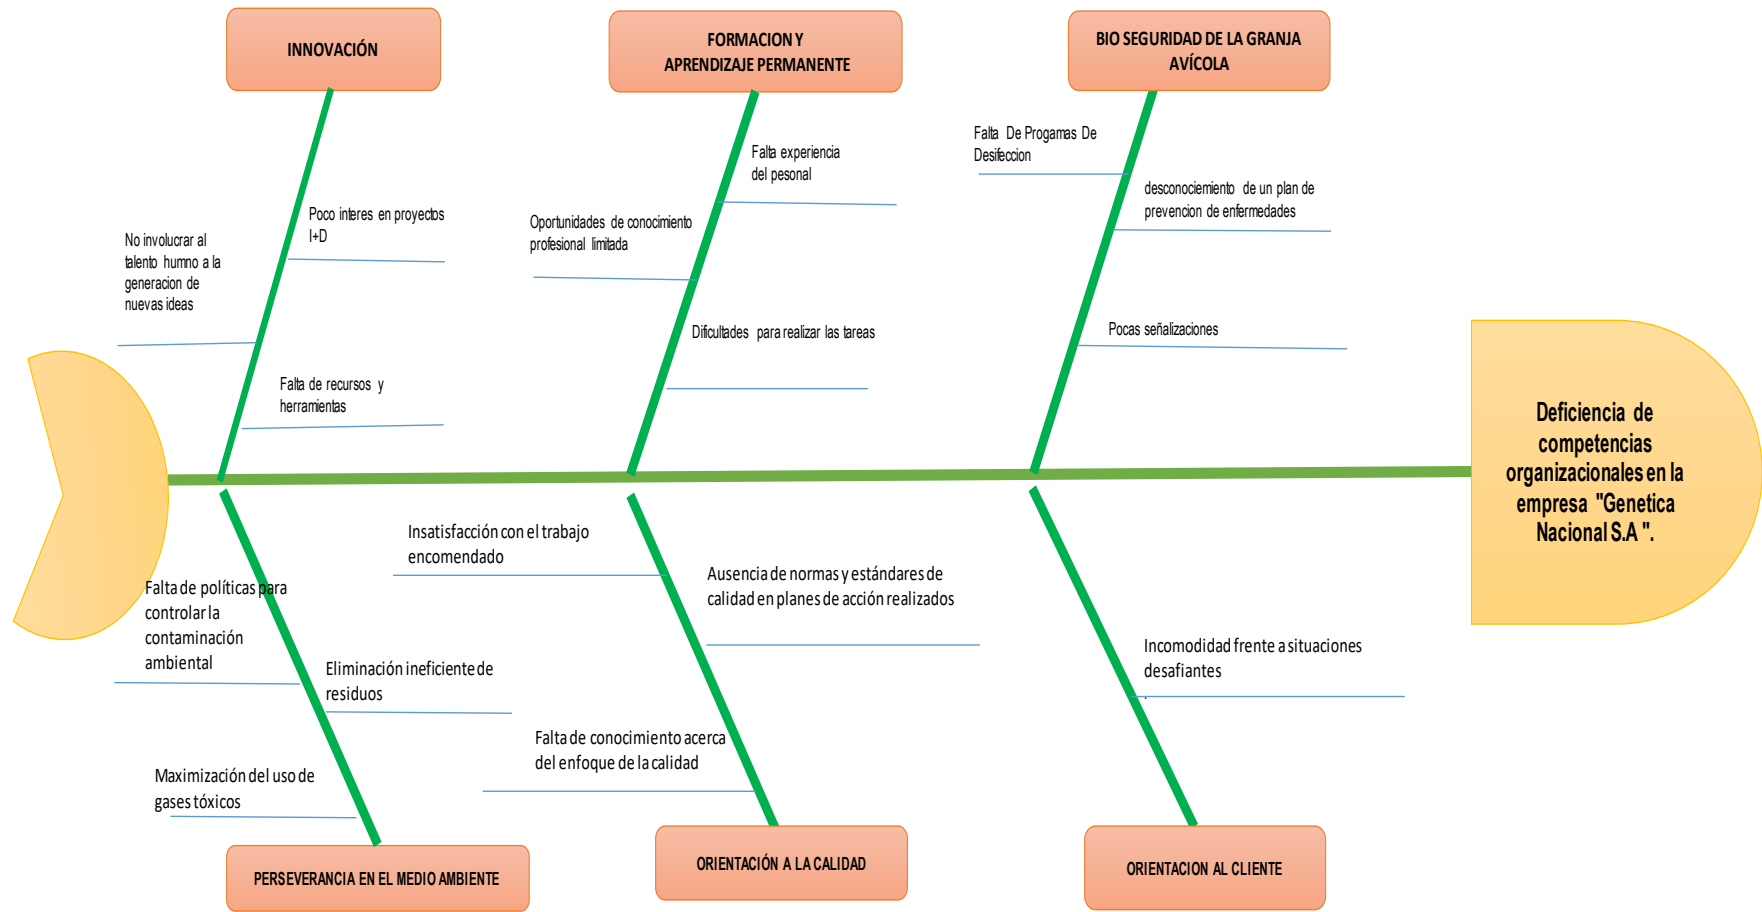 INNOVACIÓN
FORMACION Y
APRENDIZAJE PERMANENTE
BIO SEGURIDAD DE LA GRANJA
AVÍCOLA
No involucrar al
talento humno a la
generacion de
nuevas ideas
Poco interes en proyectos
I+D
Falta de recursos y
herramientas
Falta experiencia
del pesonal
Oportunidades de conocimiento
profesional limitada
Dificultades para realizar las tareas
Falta De Progamas De
Desifeccion
desconociemiento de un plan de
prevencion de enfermedades
Pocas señalizaciones
Deficiencia de
competencias
organizacionales en la
empresa "Genetica
Nacional S.A ".
Falta de políticas para
controlar la
contaminación
ambiental
Eliminación ineficiente de
residuos
Maximización del uso de
gases tóxicos
Insatisfacción con el trabajo
encomendado
Ausencia de normas y estándares de
calidad en planes de acción realizados
Falta de conocimiento acerca
del enfoque de la calidad
Incomodidad frente a situaciones
desafiantes
.
PERSEVERANCIA EN EL MEDIO AMBIENTE
ORIENTACIÓN A LA CALIDAD
ORIENTACION AL CLIENTE